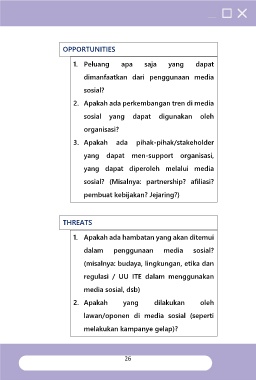 OPPORTUNITIES
1. Peluang apa saja yang dapat
dimanfaatkan dari penggunaan media
sosial?
2. Apakah ada perkembangan tren di media
sosial yang dapat digunakan oleh
organisasi?
3. Apakah ada pihak-pihak/stakeholder
yang dapat men-support organisasi,
yang dapat diperoleh melalui media
sosial? (Misalnya: partnership? afiliasi?
pembuat kebijakan? Jejaring?)
THREATS
1. Apakah ada hambatan yang akan ditemui
dalam penggunaan media sosial?
(misalnya: budaya, lingkungan, etika dan
regulasi / UU ITE dalam menggunakan
media sosial, dsb)
2. Apakah yang dilakukan oleh
lawan/oponen di media sosial (seperti
melakukan kampanye gelap)?
26